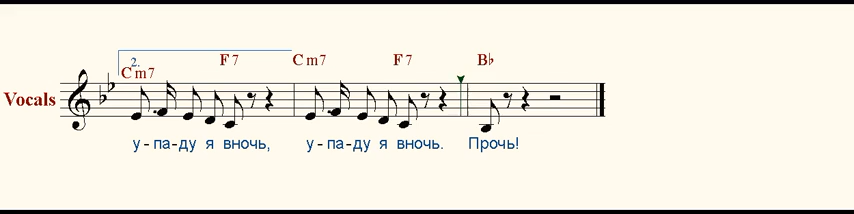 2.
Cm7 F7 Cm7 F7 B♭
Vocals
у-па-ду я вночь, у-па-ду я вночь. Прочь!